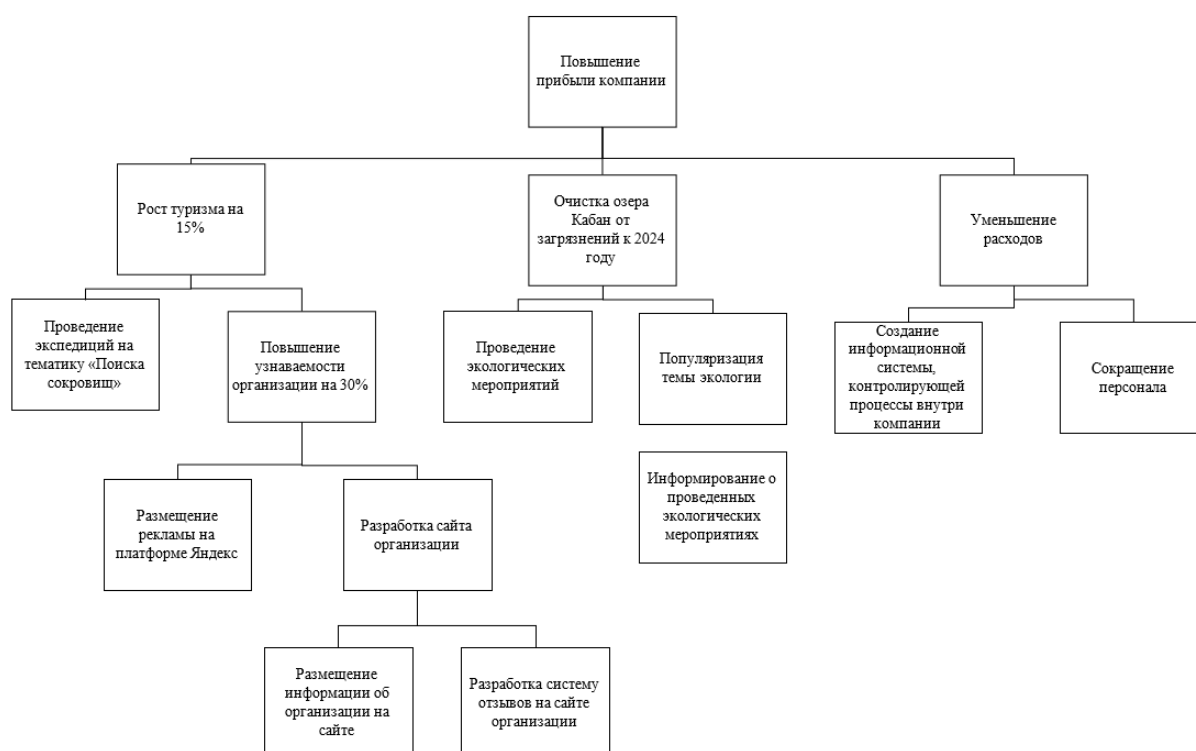 Повышение
прибыли компании
Рост туризма на
15%
Очистка озера
Кабан от
загрязнений к 2024
году
Уменьшение
расходов
Проведение
экспедиций на
тематику «Поиска
сокровищ»
Повышение
узнаваемости
организации на 30%
Проведение
экологических
мероприятий
Популяризация
темы экологии
Создание
информационной
системы,
контролирующей
процессы внутри
компании
Сокращение
персонала
Размещение
рекламы на
платформе Яндекс
Разработка сайта
организации
Информирование о
проведенных
экологических
мероприятиях
Размещение
информации об
организации на
сайте
Разработка систему
отзывов на сайте
организации